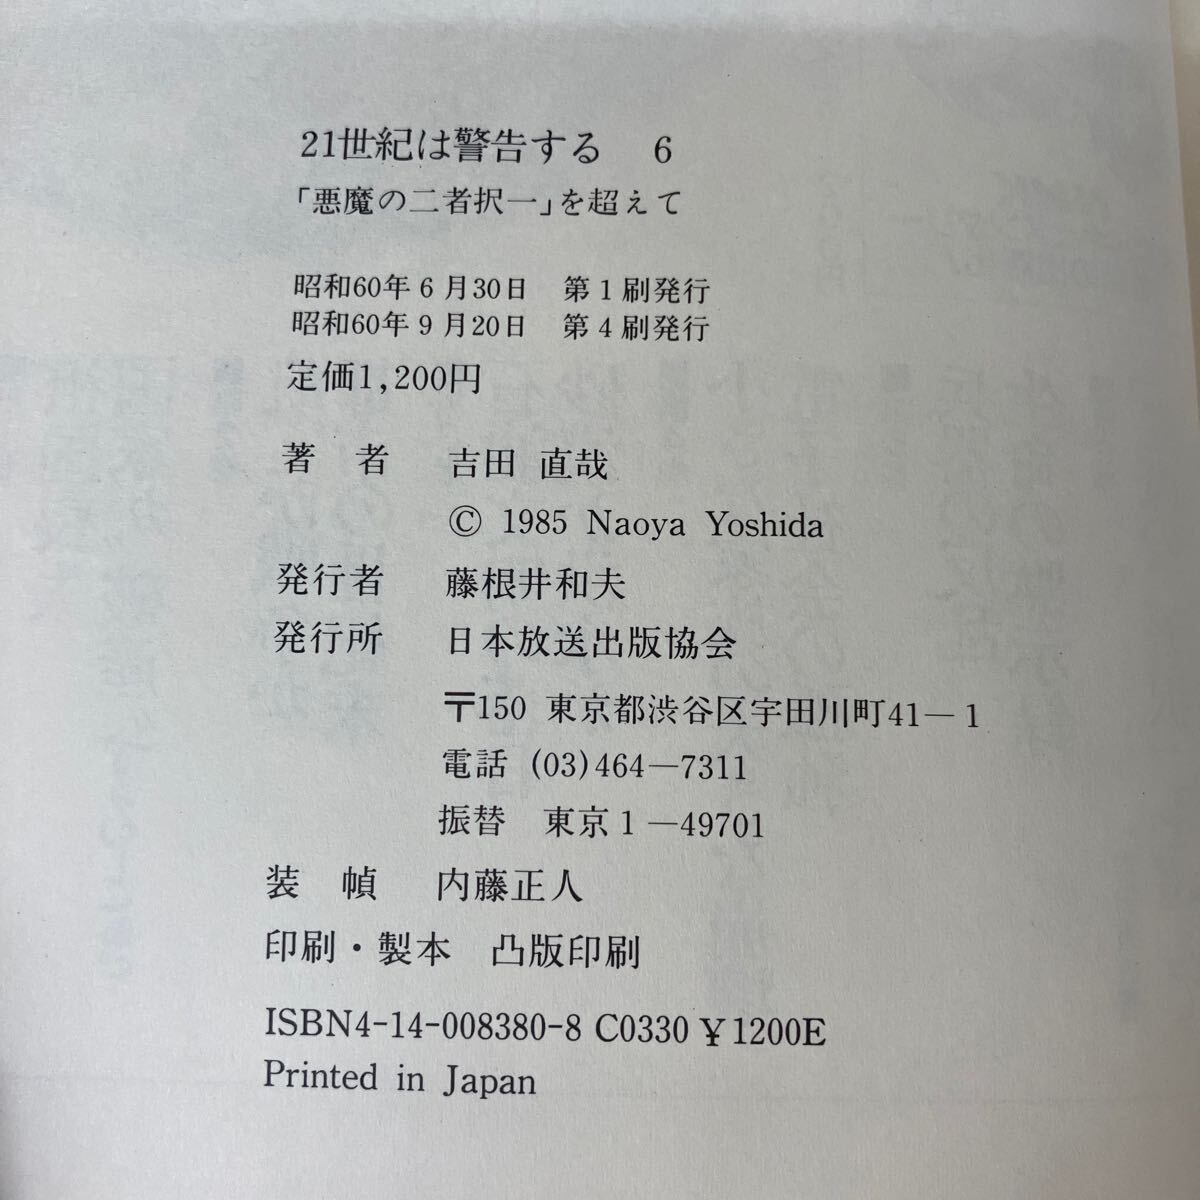 21世紀は警告する 6
「悪魔の二者択一」を超えて
昭和60年6月30日 第1刷発行
昭和60年9月20日 第4刷発行
定価1,200円
著者 吉田直哉
© 1985 Naoya Yoshida
発行者 藤根井和夫
発行所 日本放送出版協会
〒150 東京都渋谷区宇田川町41―1
電話 (03)464―7311
振替 東京1―49701
装幀 内藤正人
印刷・製本 凸版印刷
ISBN4-14-008380-8 C0330 ¥1200E
Printed in Japan